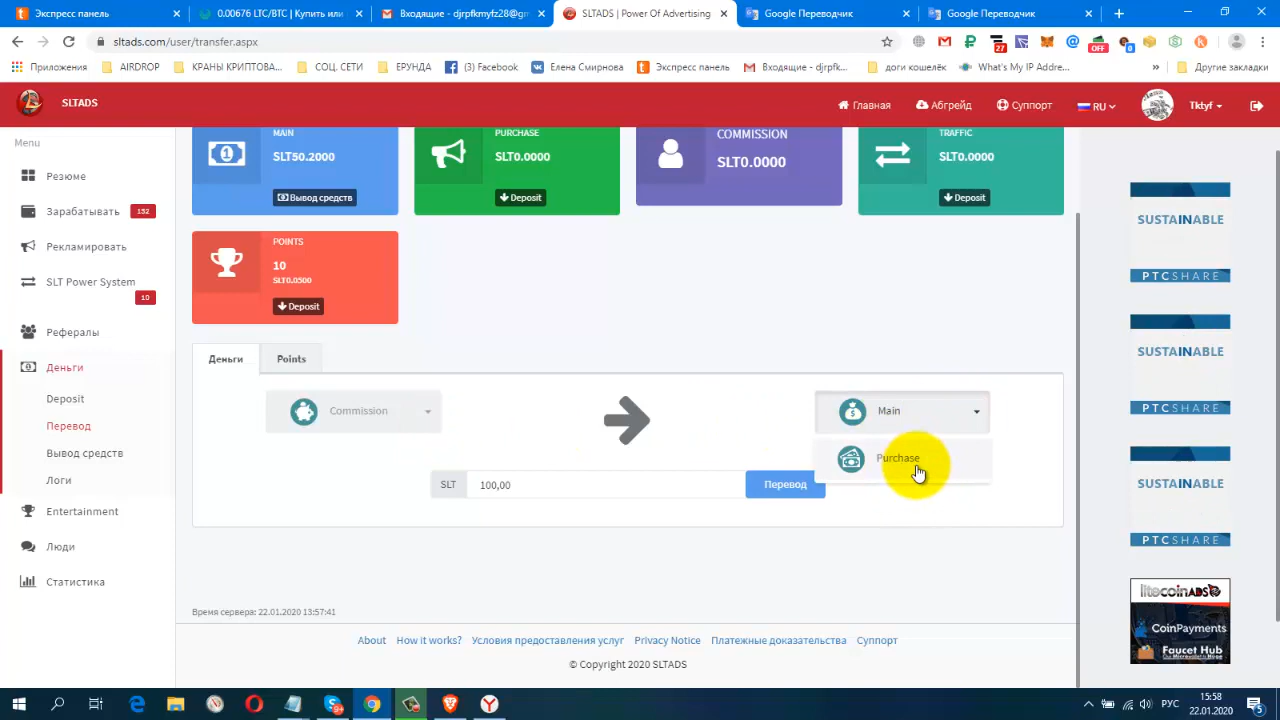 Экспресс панель
0.00676 LTC/BTC | Купить или
Входящие - djrpfkmyfz28@gm
SLTADS | Power Of Advertising
Google Переводчик
Google Переводчик
sltads.com/user/transfer.aspx
27
OFF
0
Приложения
AIRDROP
КРАНЫ КРИПТОВА...
СОЦ. СЕТИ
ЕРУНДА
(3) Facebook
Елена Смирнова
Экспресс панель
Входящие - djrpfk...
доги кошелёк
What's My IP Addre...
»
Другие закладки
SLTADS
Главная
Абгрейд
Суппорт
RU
Tktyf
Menu
Резюме
Зарабатывать
132
Рекламировать
SLT Power System
10
Рефералы
Деньги
Deposit
Перевод
Вывод средств
Логи
Entertainment
Люди
Статистика
MAIN
SLT50.2000
Вывод средств
PURCHASE
SLT0.0000
Deposit
COMMISSION
SLT0.0000
TRAFFIC
SLT0.0000
Deposit
POINTS
10
SLT0.0500
Deposit
Деньги
Points
Commission
Main
Purchase
SLT
100,00
Перевод
Время сервера: 22.01.2020 13:57:41
About
How it works?
Условия предоставления услуг
Privacy Notice
Платежные доказательства
Суппорт
© Copyright 2020 SLTADS
SUSTAINABLE
PTCSHARE
SUSTAINABLE
PTCSHARE
SUSTAINABLE
PTCSHARE
litecoinADS
CoinPayments
Faucet Hub
РУС
15:58
22.01.2020
5